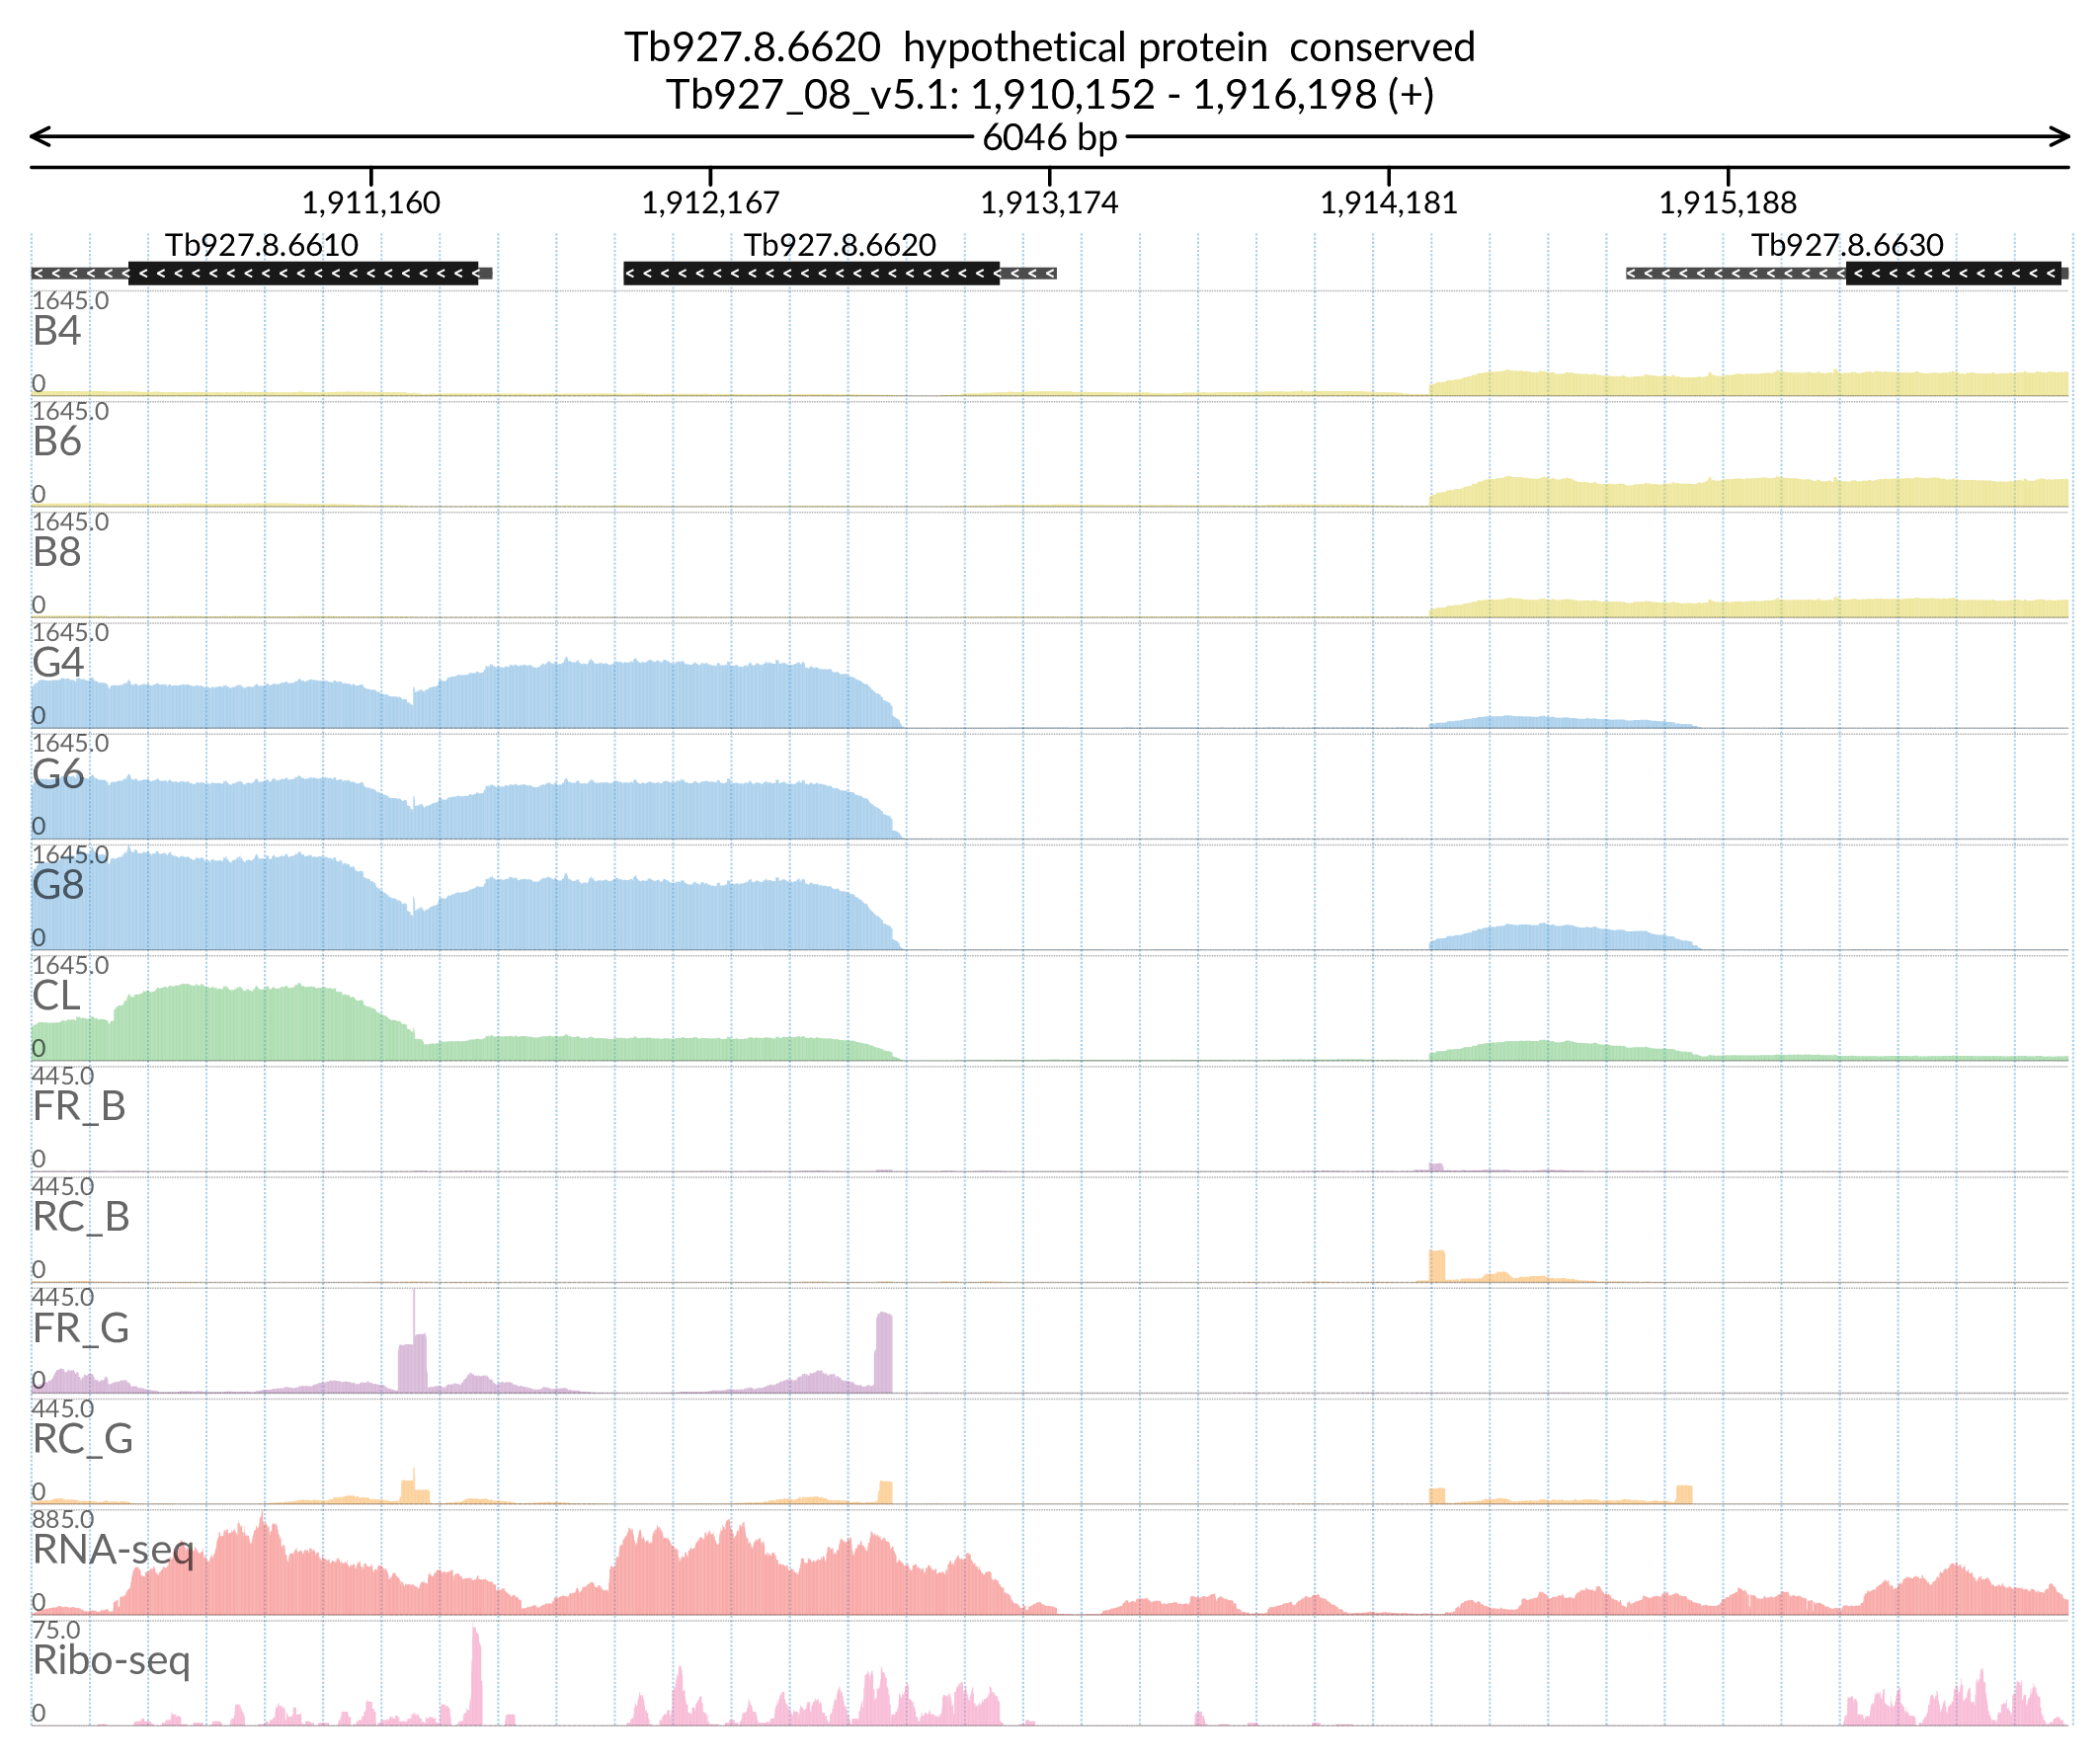 Tb927.8.6620 hypothetical protein conserved
Tb927_08_v5.1: 1,910,152 - 1,916,198 (+)
6046 bp
1,911,160 1,912,167 1,913,174 1,914,181 1,915,188
Tb927.8.6610 Tb927.8.6620 Tb927.8.6630
1645.0
B4
0
1645.0
B6
0
1645.0
B8
0
1645.0
G4
0
1645.0
G6
0
1645.0
G8
0
1645.0
CL
0
445.0
FR_B
0
445.0
RC_B
0
445.0
FR_G
0
445.0
RC_G
0
885.0
RNA-seq
0
75.0
Ribo-seq
0